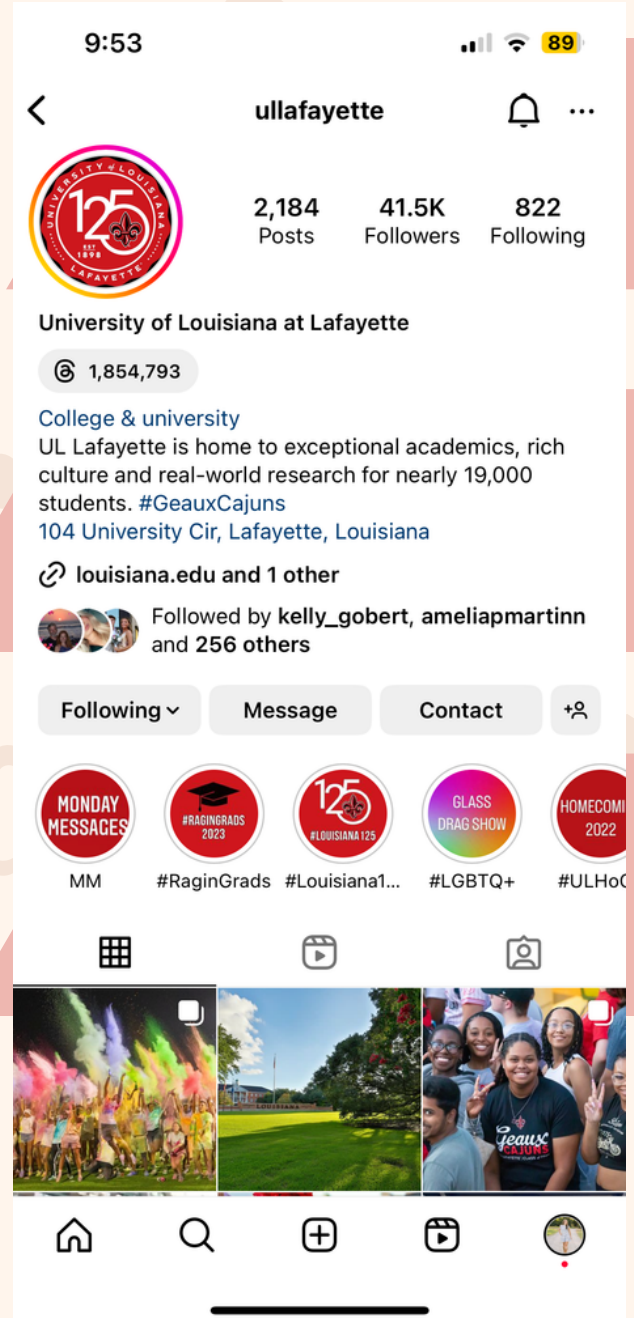 9:53
89
ullafayette
UNIVERSITY of LOUISIANA
125
EST
1898
LAFAYETTE
2,184
Posts
41.5K
Followers
822
Following
University of Louisiana at Lafayette
1,854,793
College & university
UL Lafayette is home to exceptional academics, rich
culture and real-world research for nearly 19,000
students. #GeauxCajuns
104 University Cir, Lafayette, Louisiana
louisiana.edu and 1 other
Followed by kelly_gobert, ameliapmartinn
and 256 others
Following
Message
Contact
MONDAY
MESSAGES
#RAGINGRADS
2023
125
#LOUISIANA125
GLASS
DRAG SHOW
HOMECOMI
2022
MM
#RaginGrads
#Louisiana1...
#LGBTQ+
#ULHoC
Geaux
CAJUNS